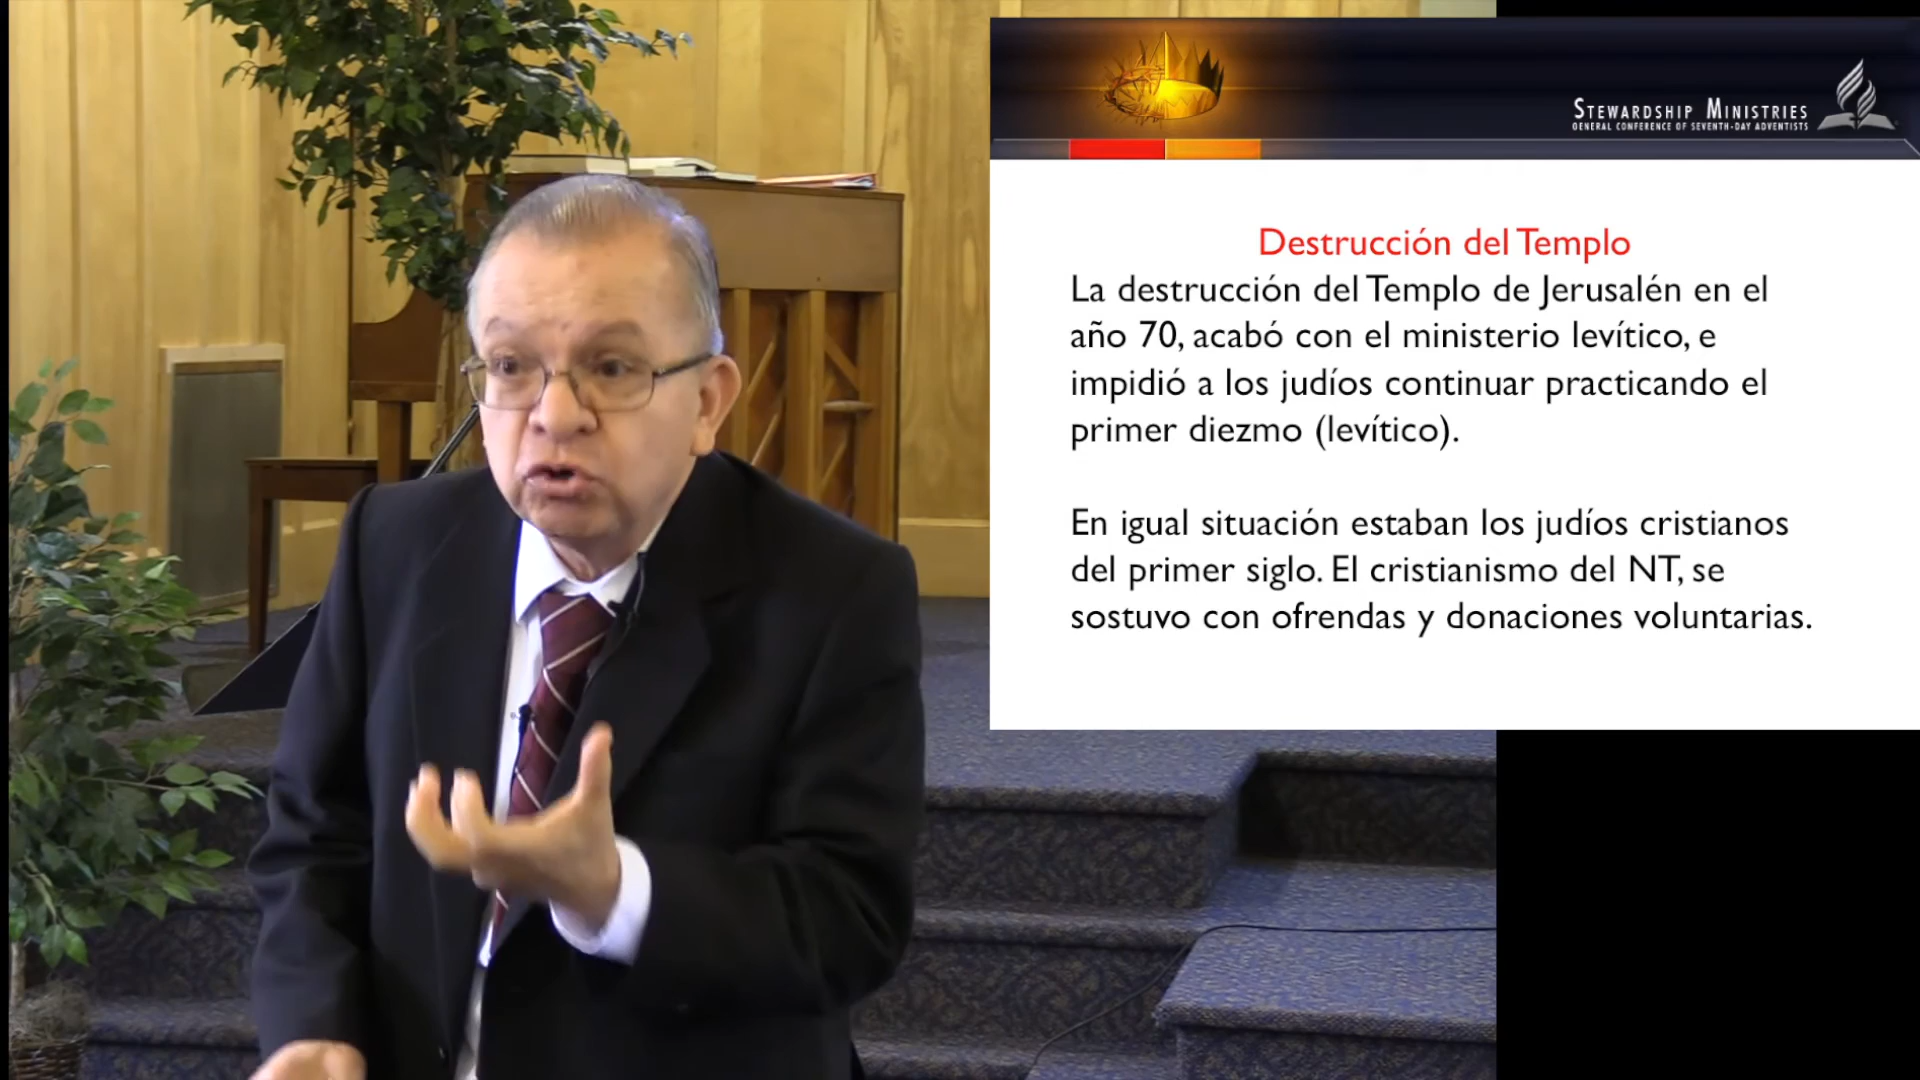 STEWARDSHIP MINISTRIES
GENERAL CONFERENCE OF SEVENTH-DAY ADVENTISTS
Destrucción del Templo
La destrucción del Templo de Jerusalén en el
año 70, acabó con el ministerio levítico, e
impidió a los judíos continuar practicando el
primer diezmo (levítico).
En igual situación estaban los judíos cristianos
del primer siglo. El cristianismo del NT, se
sostuvo con ofrendas y donaciones voluntarias.